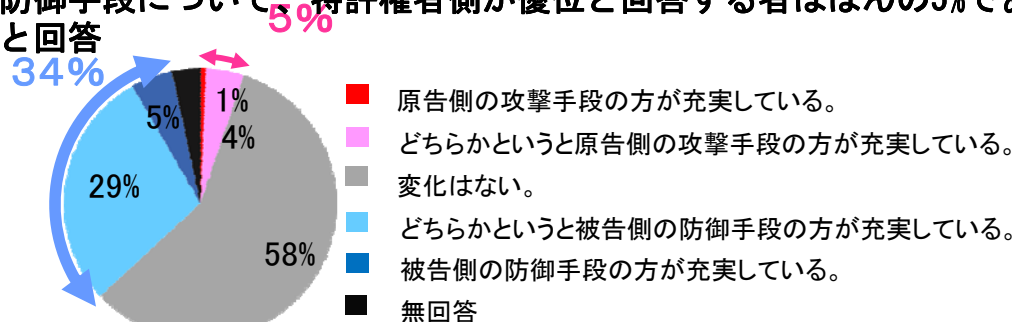 防御手段について、特許権者側が優位と回答する者はほんの5%であ
と回答
5%
34%
1%
4%
5%
29%
58%
原告側の攻撃手段の方が充実している。
どちらかというと原告側の攻撃手段の方が充実している。
変化はない。
どちらかというと被告側の防御手段の方が充実している。
被告側の防御手段の方が充実している。
無回答